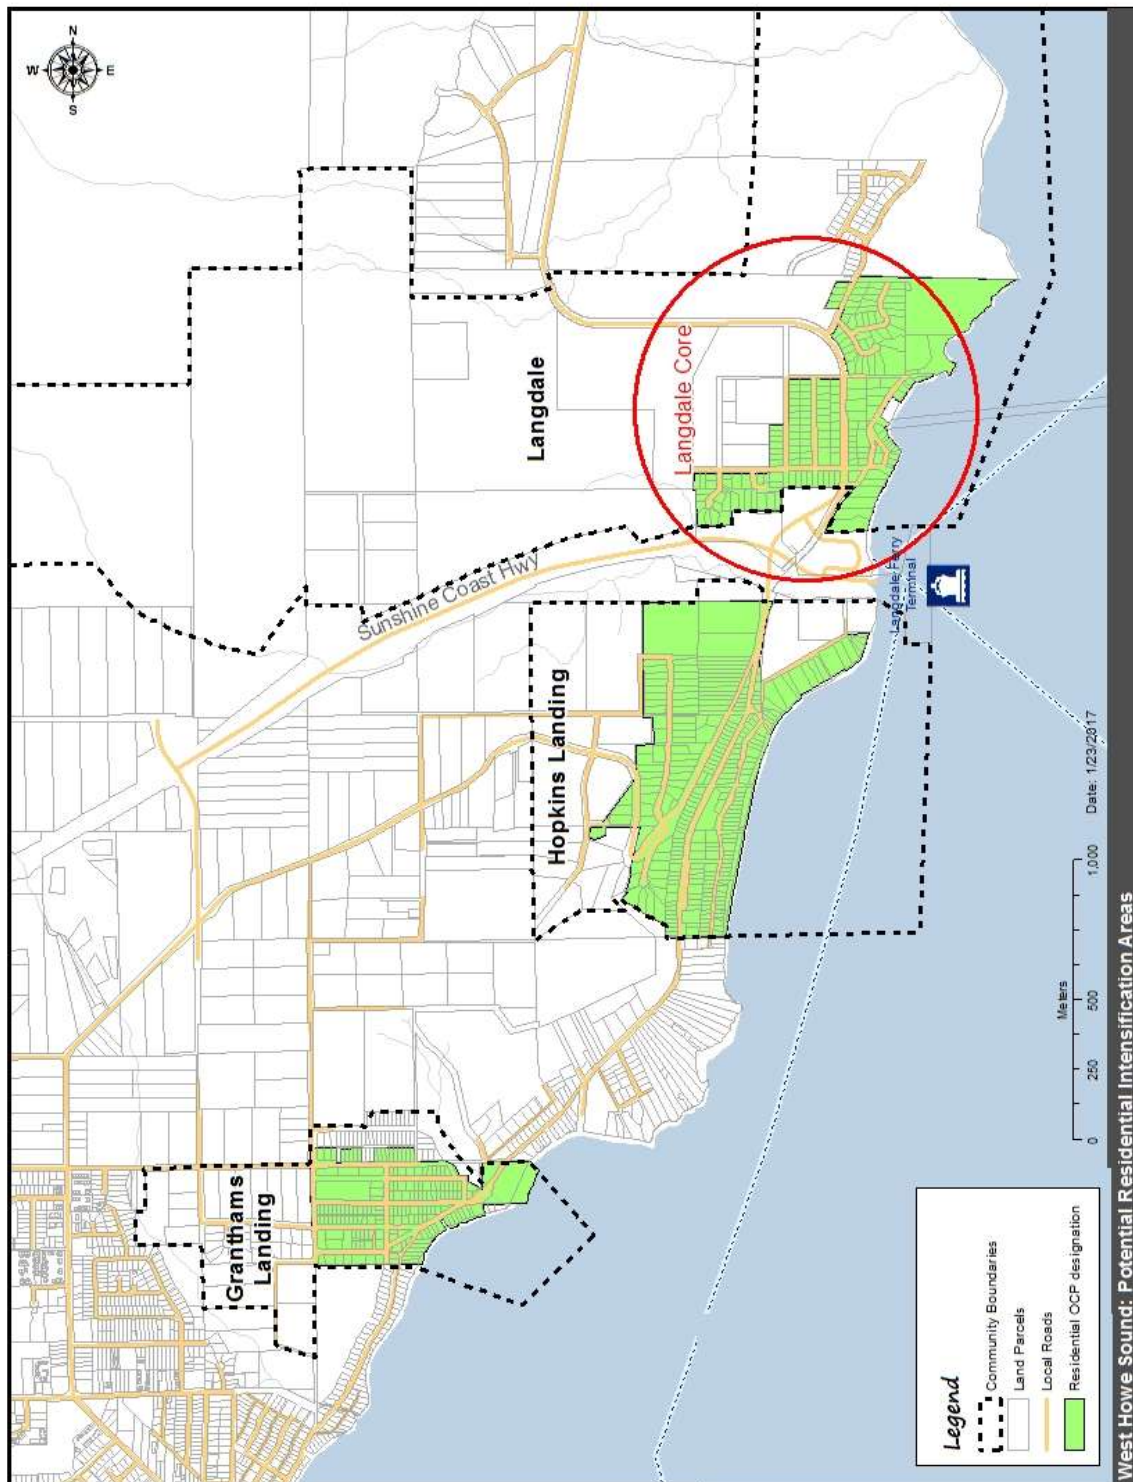 N
W
E
S
Langdale
Langdale Core
Sunshine Coast Hwy
Hopkins Landing
Langdale Ferry
Terminal
Granthams
Landing
Legend
Community Boundaries
Land Parcels
Local Roads
Residential OCP designation
Meters
0 250 500 1,000
Date: 1/23/2017
West Howe Sound: Potential Residential Intensification Areas